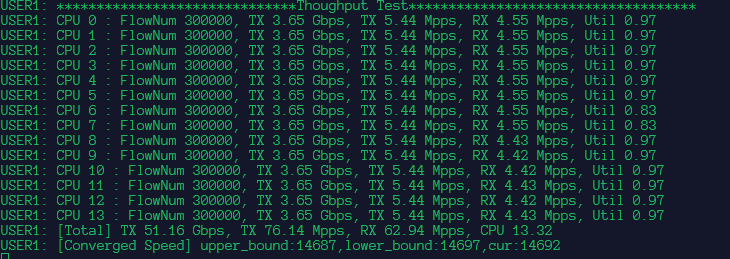 USER1: ******************************Thoughput Test************************************
USER1: CPU 0 : FlowNum 300000, TX 3.65 Gbps, TX 5.44 Mpps, RX 4.55 Mpps, Util 0.97
USER1: CPU 1 : FlowNum 300000, TX 3.65 Gbps, TX 5.44 Mpps, RX 4.55 Mpps, Util 0.97
USER1: CPU 2 : FlowNum 300000, TX 3.65 Gbps, TX 5.44 Mpps, RX 4.55 Mpps, Util 0.97
USER1: CPU 3 : FlowNum 300000, TX 3.65 Gbps, TX 5.44 Mpps, RX 4.55 Mpps, Util 0.97
USER1: CPU 4 : FlowNum 300000, TX 3.65 Gbps, TX 5.44 Mpps, RX 4.55 Mpps, Util 0.97
USER1: CPU 5 : FlowNum 300000, TX 3.65 Gbps, TX 5.44 Mpps, RX 4.55 Mpps, Util 0.97
USER1: CPU 6 : FlowNum 300000, TX 3.65 Gbps, TX 5.44 Mpps, RX 4.55 Mpps, Util 0.83
USER1: CPU 7 : FlowNum 300000, TX 3.65 Gbps, TX 5.44 Mpps, RX 4.55 Mpps, Util 0.83
USER1: CPU 8 : FlowNum 300000, TX 3.65 Gbps, TX 5.44 Mpps, RX 4.43 Mpps, Util 0.97
USER1: CPU 9 : FlowNum 300000, TX 3.65 Gbps, TX 5.44 Mpps, RX 4.42 Mpps, Util 0.97
USER1: CPU 10 : FlowNum 300000, TX 3.65 Gbps, TX 5.44 Mpps, RX 4.42 Mpps, Util 0.97
USER1: CPU 11 : FlowNum 300000, TX 3.65 Gbps, TX 5.44 Mpps, RX 4.43 Mpps, Util 0.97
USER1: CPU 12 : FlowNum 300000, TX 3.65 Gbps, TX 5.44 Mpps, RX 4.42 Mpps, Util 0.97
USER1: CPU 13 : FlowNum 300000, TX 3.65 Gbps, TX 5.44 Mpps, RX 4.43 Mpps, Util 0.97
USER1: [Total] TX 51.16 Gbps, TX 76.14 Mpps, RX 62.94 Mpps, CPU 13.32
USER1: [Converged Speed] upper_bound:14687,lower_bound:14697,cur:14692